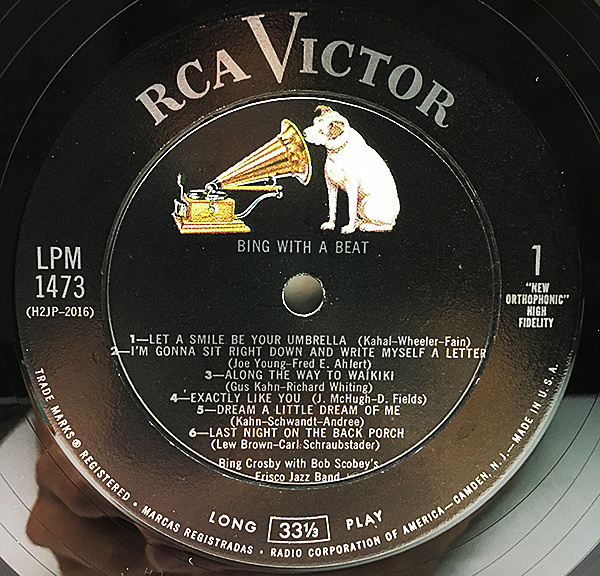 RCA VICTOR
BING WITH A BEAT
LPM
1473
(H2JP-2016)
1
"NEW
ORTHOPHONIC"
HIGH
FIDELITY
1—LET A SMILE BE YOUR UMBRELLA (Kahal-Wheeler-Fain)
2—I'M GONNA SIT RIGHT DOWN AND WRITE MYSELF A LETTER
(Joe Young-Fred E. Ahlert)
3—ALONG THE WAY TO WAIKIKI
(Gus Kahn-Richard Whiting)
4—EXACTLY LIKE YOU (J. McHugh-D. Fields)
5—DREAM A LITTLE DREAM OF ME
(Kahn-Schwandt-Andree)
6—LAST NIGHT ON THE BACK PORCH
(Lew Brown-Carl Schraubstader)
Bing Crosby with Bob Scobey's
Frisco Jazz Band
LONG 33⅓ PLAY
TRADE MARKS ® REGISTERED • MARCAS REGISTRADAS • RADIO CORPORATION OF AMERICA—CAMDEN, N.J.—MADE IN U.S.A.